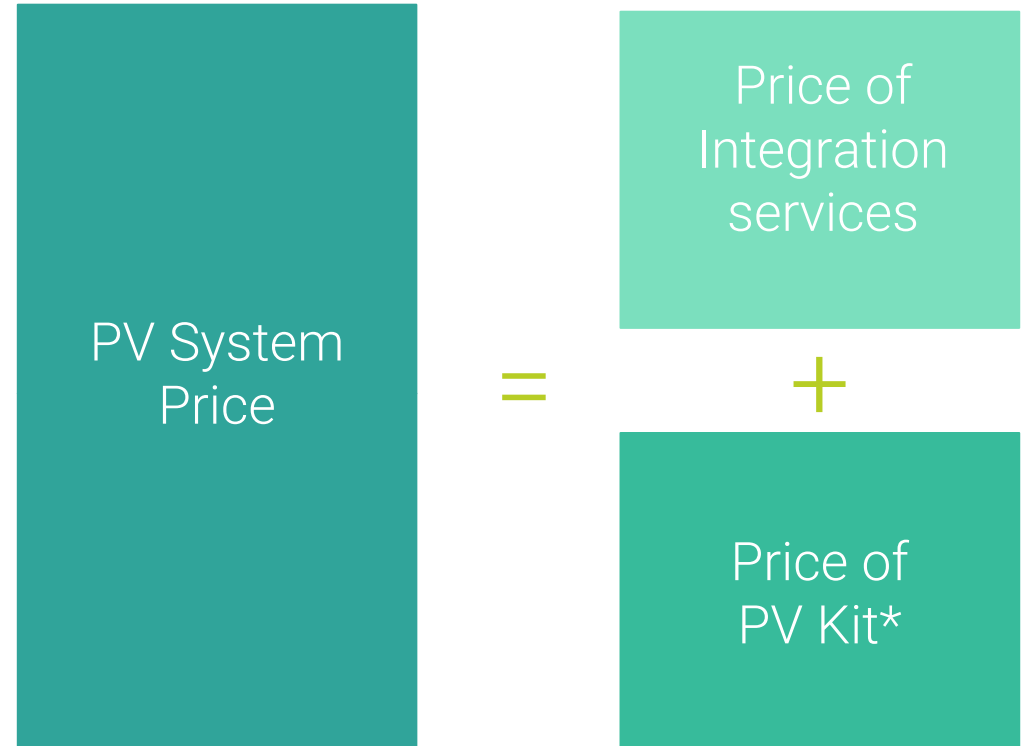 PV System
Price
=
Price of
Integration
services
+
Price of
PV Kit*